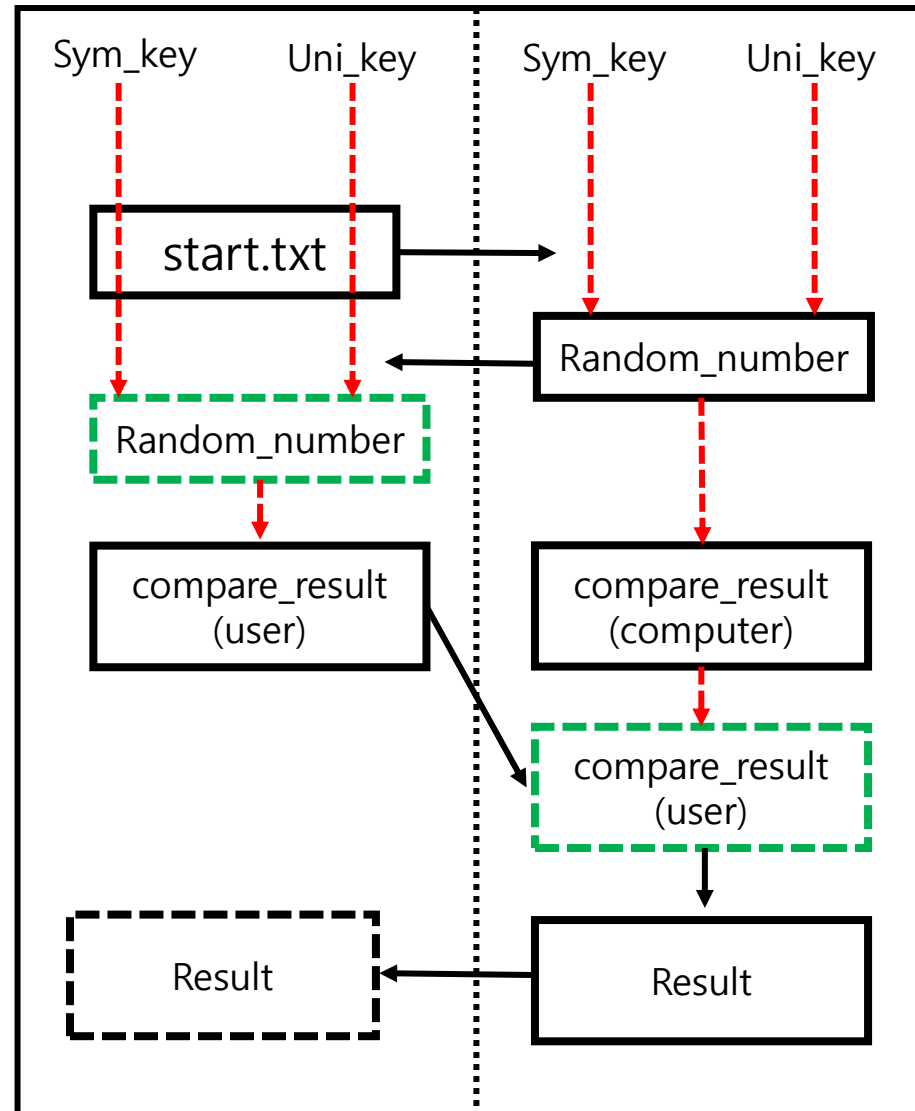 Sym_key
Uni_key
Sym_key
Uni_key
start.txt
Random_number
Random_number
compare_result
(user)
compare_result
(computer)
compare_result
(user)
Result
Result